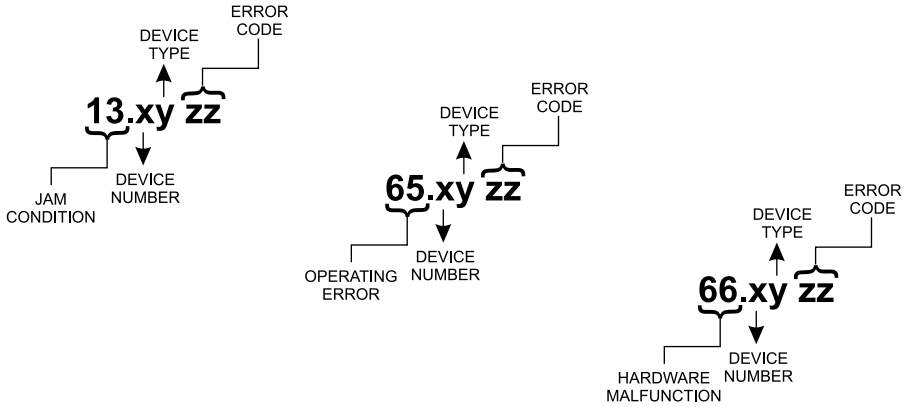 ERROR
CODE
DEVICE
TYPE
13.xy zz
DEVICE
NUMBER
JAM
CONDITION
ERROR
CODE
DEVICE
TYPE
65.xy zz
DEVICE
NUMBER
OPERATING
ERROR
ERROR
CODE
DEVICE
TYPE
66.xy zz
DEVICE
NUMBER
HARDWARE
MALFUNCTION